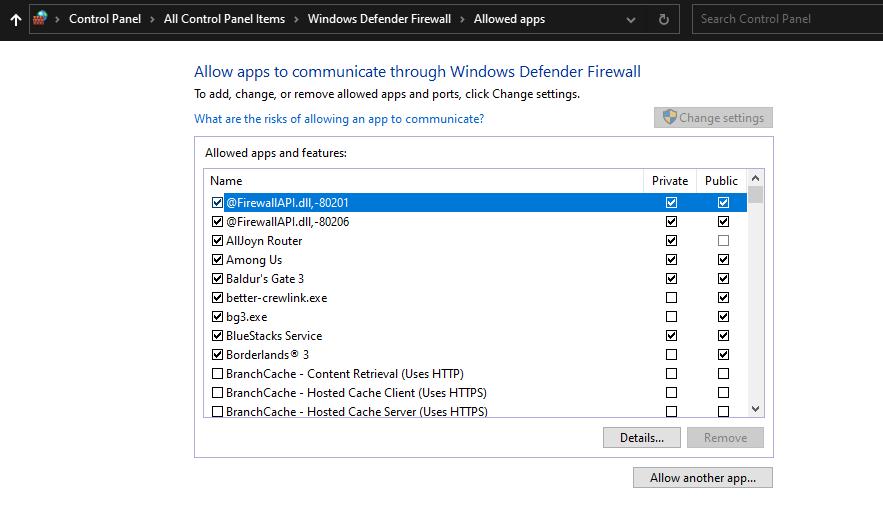 Control Panel > All Control Panel Items > Windows Defender Firewall > Allowed apps
Search Control Panel
Allow apps to communicate through Windows Defender Firewall
To add, change, or remove allowed apps and ports, click Change settings.
What are the risks of allowing an app to communicate?
Change settings
Allowed apps and features:
Name Private Public
@FirewallAPI.dll,-80201
@FirewallAPI.dll,-80206
AllJoyn Router
Among Us
Baldur's Gate 3
better-crewlink.exe
bg3.exe
BlueStacks Service
Borderlands® 3
BranchCache - Content Retrieval (Uses HTTP)
BranchCache - Hosted Cache Client (Uses HTTPS)
BranchCache - Hosted Cache Server (Uses HTTPS)
Details... Remove
Allow another app...